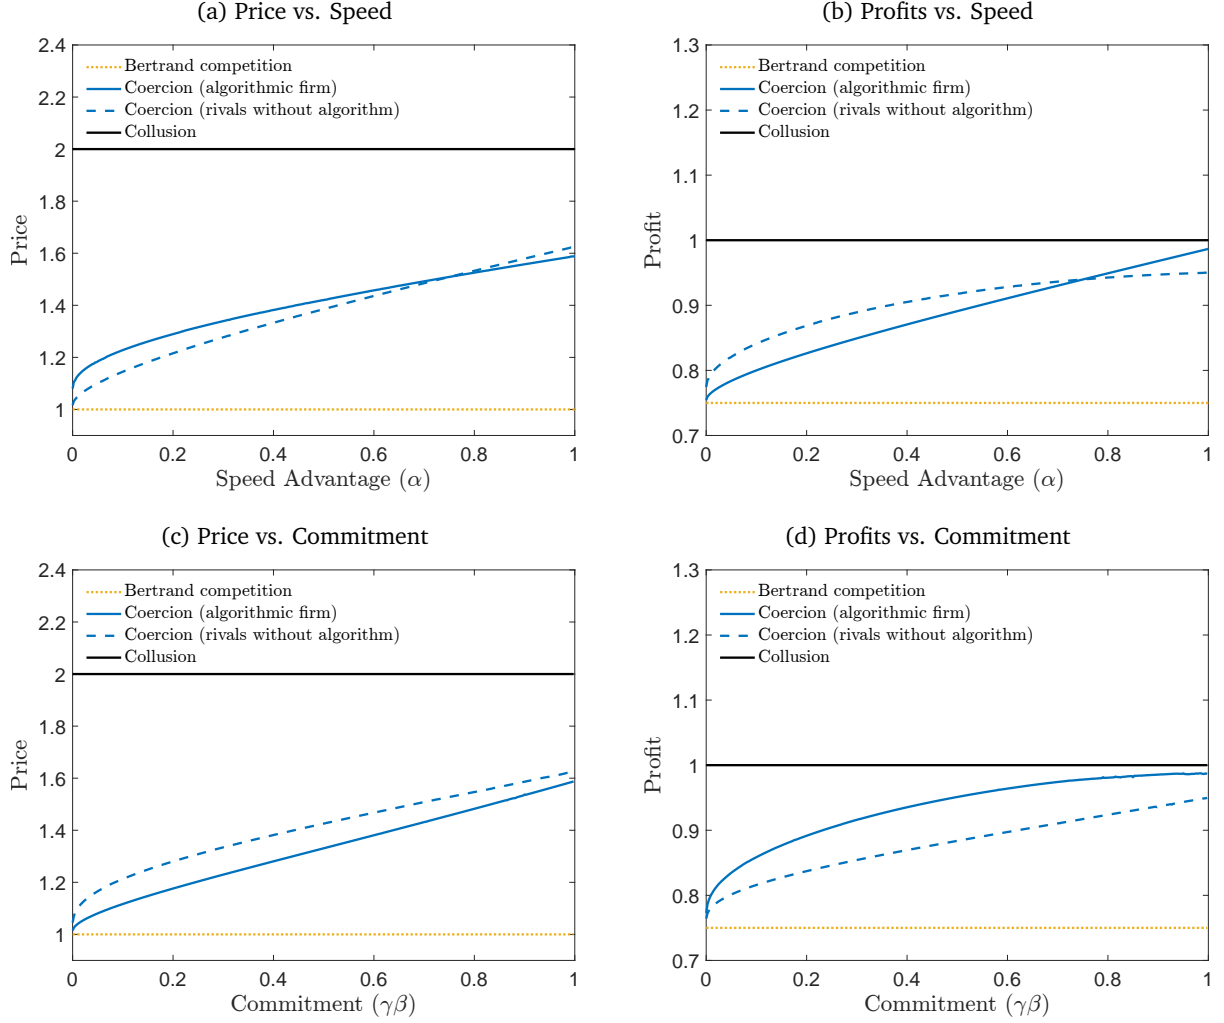 (a) Price vs. Speed
2.4
2.2
2
1.8
1.6
1.4
1.2
1
Price
Bertrand competition
Coercion (algorithmic firm)
Coercion (rivals without algorithm)
Collusion
0 0.2 0.4 0.6 0.8 1
Speed Advantage (α)
(b) Profits vs. Speed
1.3
1.2
1.1
1
0.9
0.8
0.7
Profit
Bertrand competition
Coercion (algorithmic firm)
Coercion (rivals without algorithm)
Collusion
0 0.2 0.4 0.6 0.8 1
Speed Advantage (α)
(c) Price vs. Commitment
2.4
2.2
2
1.8
1.6
1.4
1.2
1
Price
Bertrand competition
Coercion (algorithmic firm)
Coercion (rivals without algorithm)
Collusion
0 0.2 0.4 0.6 0.8 1
Commitment (γβ)
(d) Profits vs. Commitment
1.3
1.2
1.1
1
0.9
0.8
0.7
Profit
Bertrand competition
Coercion (algorithmic firm)
Coercion (rivals without algorithm)
Collusion
0 0.2 0.4 0.6 0.8 1
Commitment (γβ)